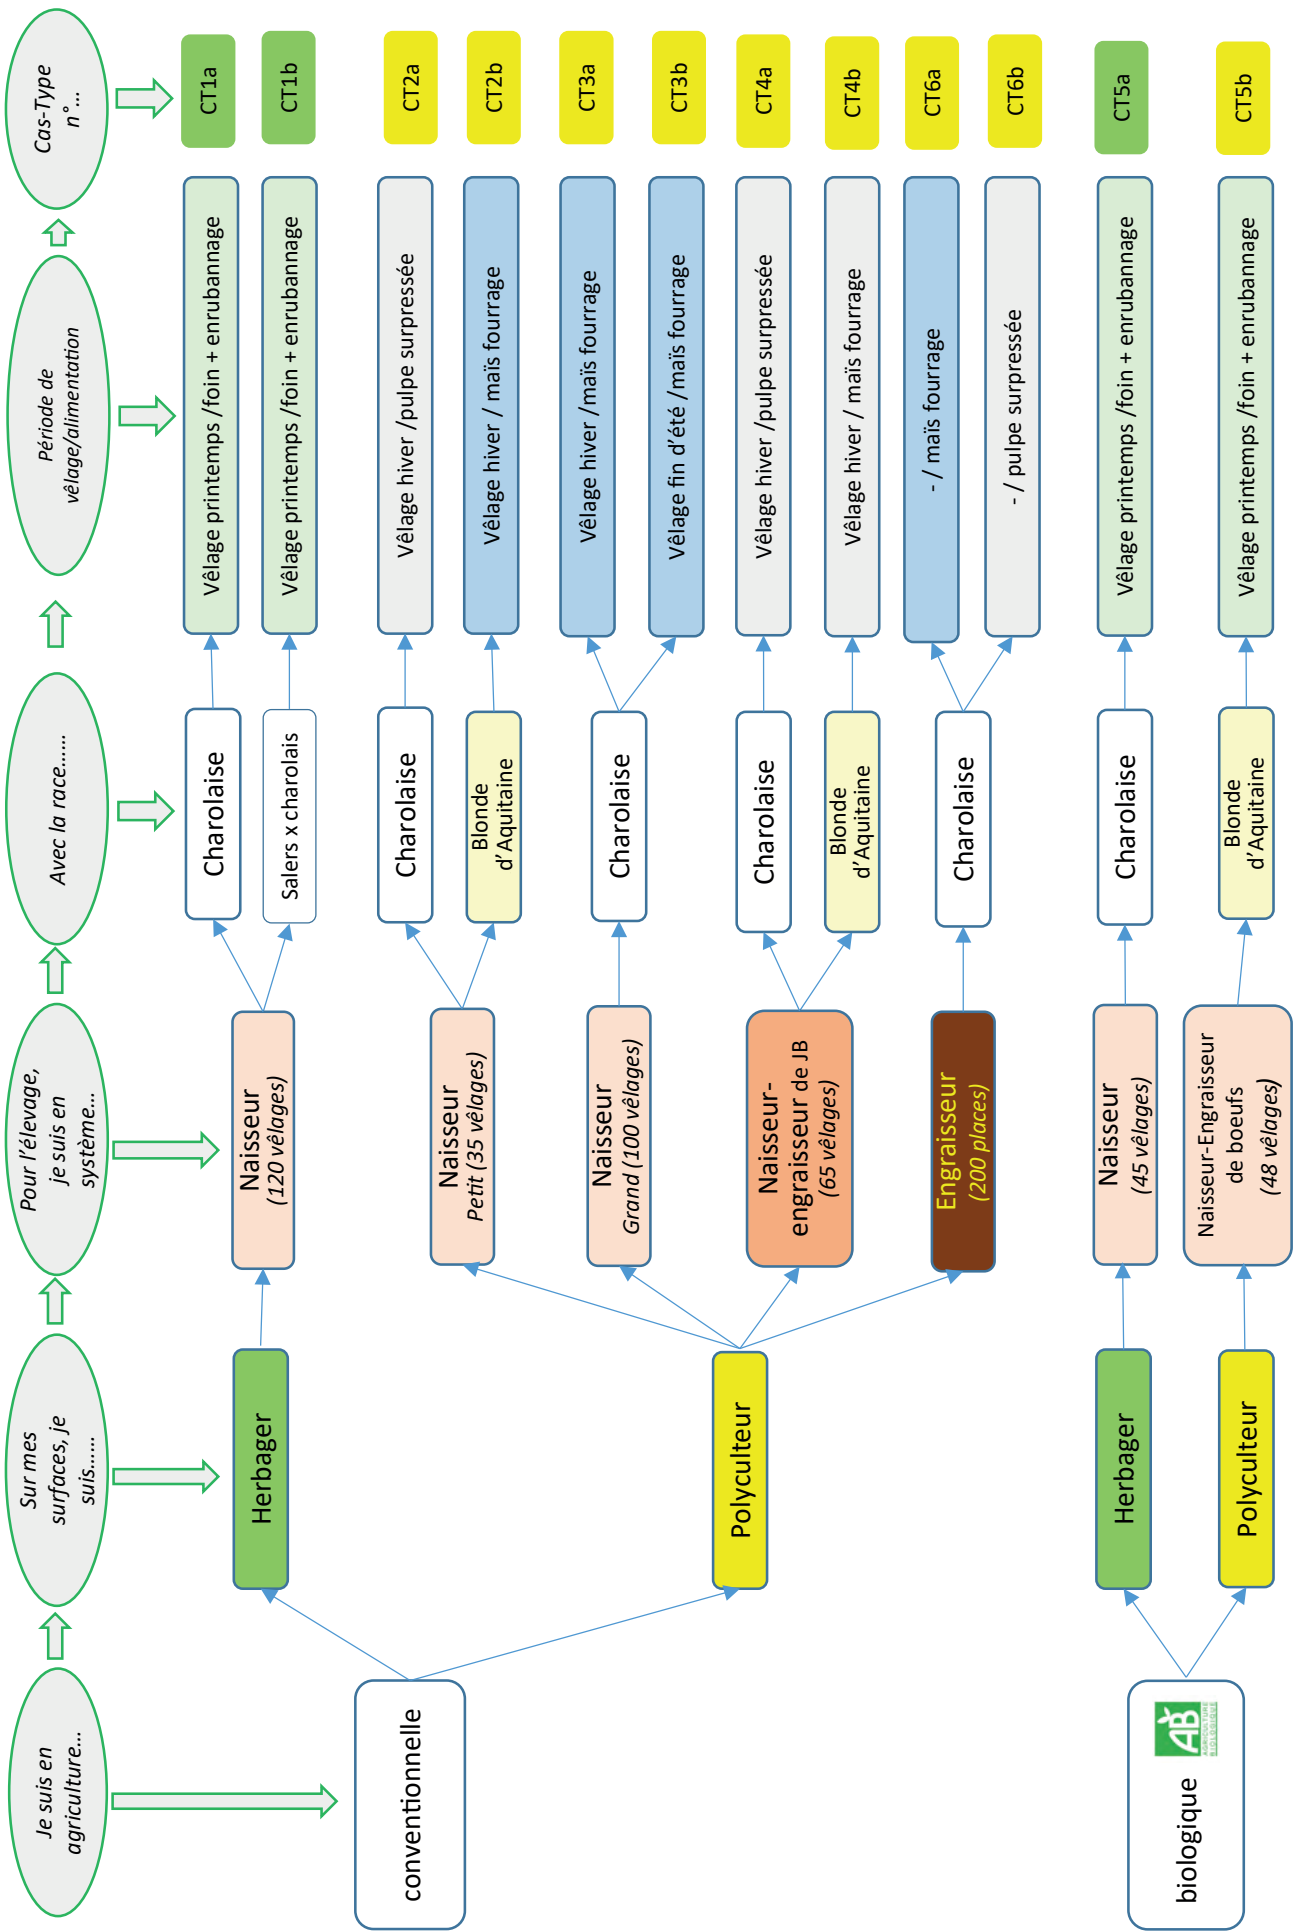 Je suis en
agriculture...
Sur mes
surfaces, je
suis......
Pour l'élevage,
je suis en
système...
Avec la race......
Période de
vêlage/alimentation
Cas-Type
n°...
conventionnelle
Herbager
Naisseur
(120 vêlages)
Charolaise
Vêlage printemps /foin + enrubannage
CT1a
Salers x charolais
Vêlage printemps /foin + enrubannage
CT1b
Polyculteur
Naisseur
Petit (35 vêlages)
Charolaise
Vêlage hiver /pulpe surpressée
CT2a
Blonde
d'Aquitaine
Vêlage hiver / maïs fourrage
CT2b
Naisseur
Grand (100 vêlages)
Charolaise
Vêlage hiver /maïs fourrage
CT3a
Vêlage fin d'été /maïs fourrage
CT3b
Naisseur-
engraisseur de JB
(65 vêlages)
Charolaise
Vêlage hiver /pulpe surpressée
CT4a
Blonde
d'Aquitaine
Vêlage hiver / maïs fourrage
CT4b
Engraisseur
(200 places)
Charolaise
- / maïs fourrage
CT6a
- / pulpe surpressée
CT6b
biologique
AB
AGRICULTURE
BIOLOGIQUE
Herbager
Naisseur
(45 vêlages)
Charolaise
Vêlage printemps /foin + enrubannage
CT5a
Polyculteur
Naisseur-Engraisseur
de boeufs
(48 vêlages)
Blonde
d'Aquitaine
Vêlage printemps /foin + enrubannage
CT5b